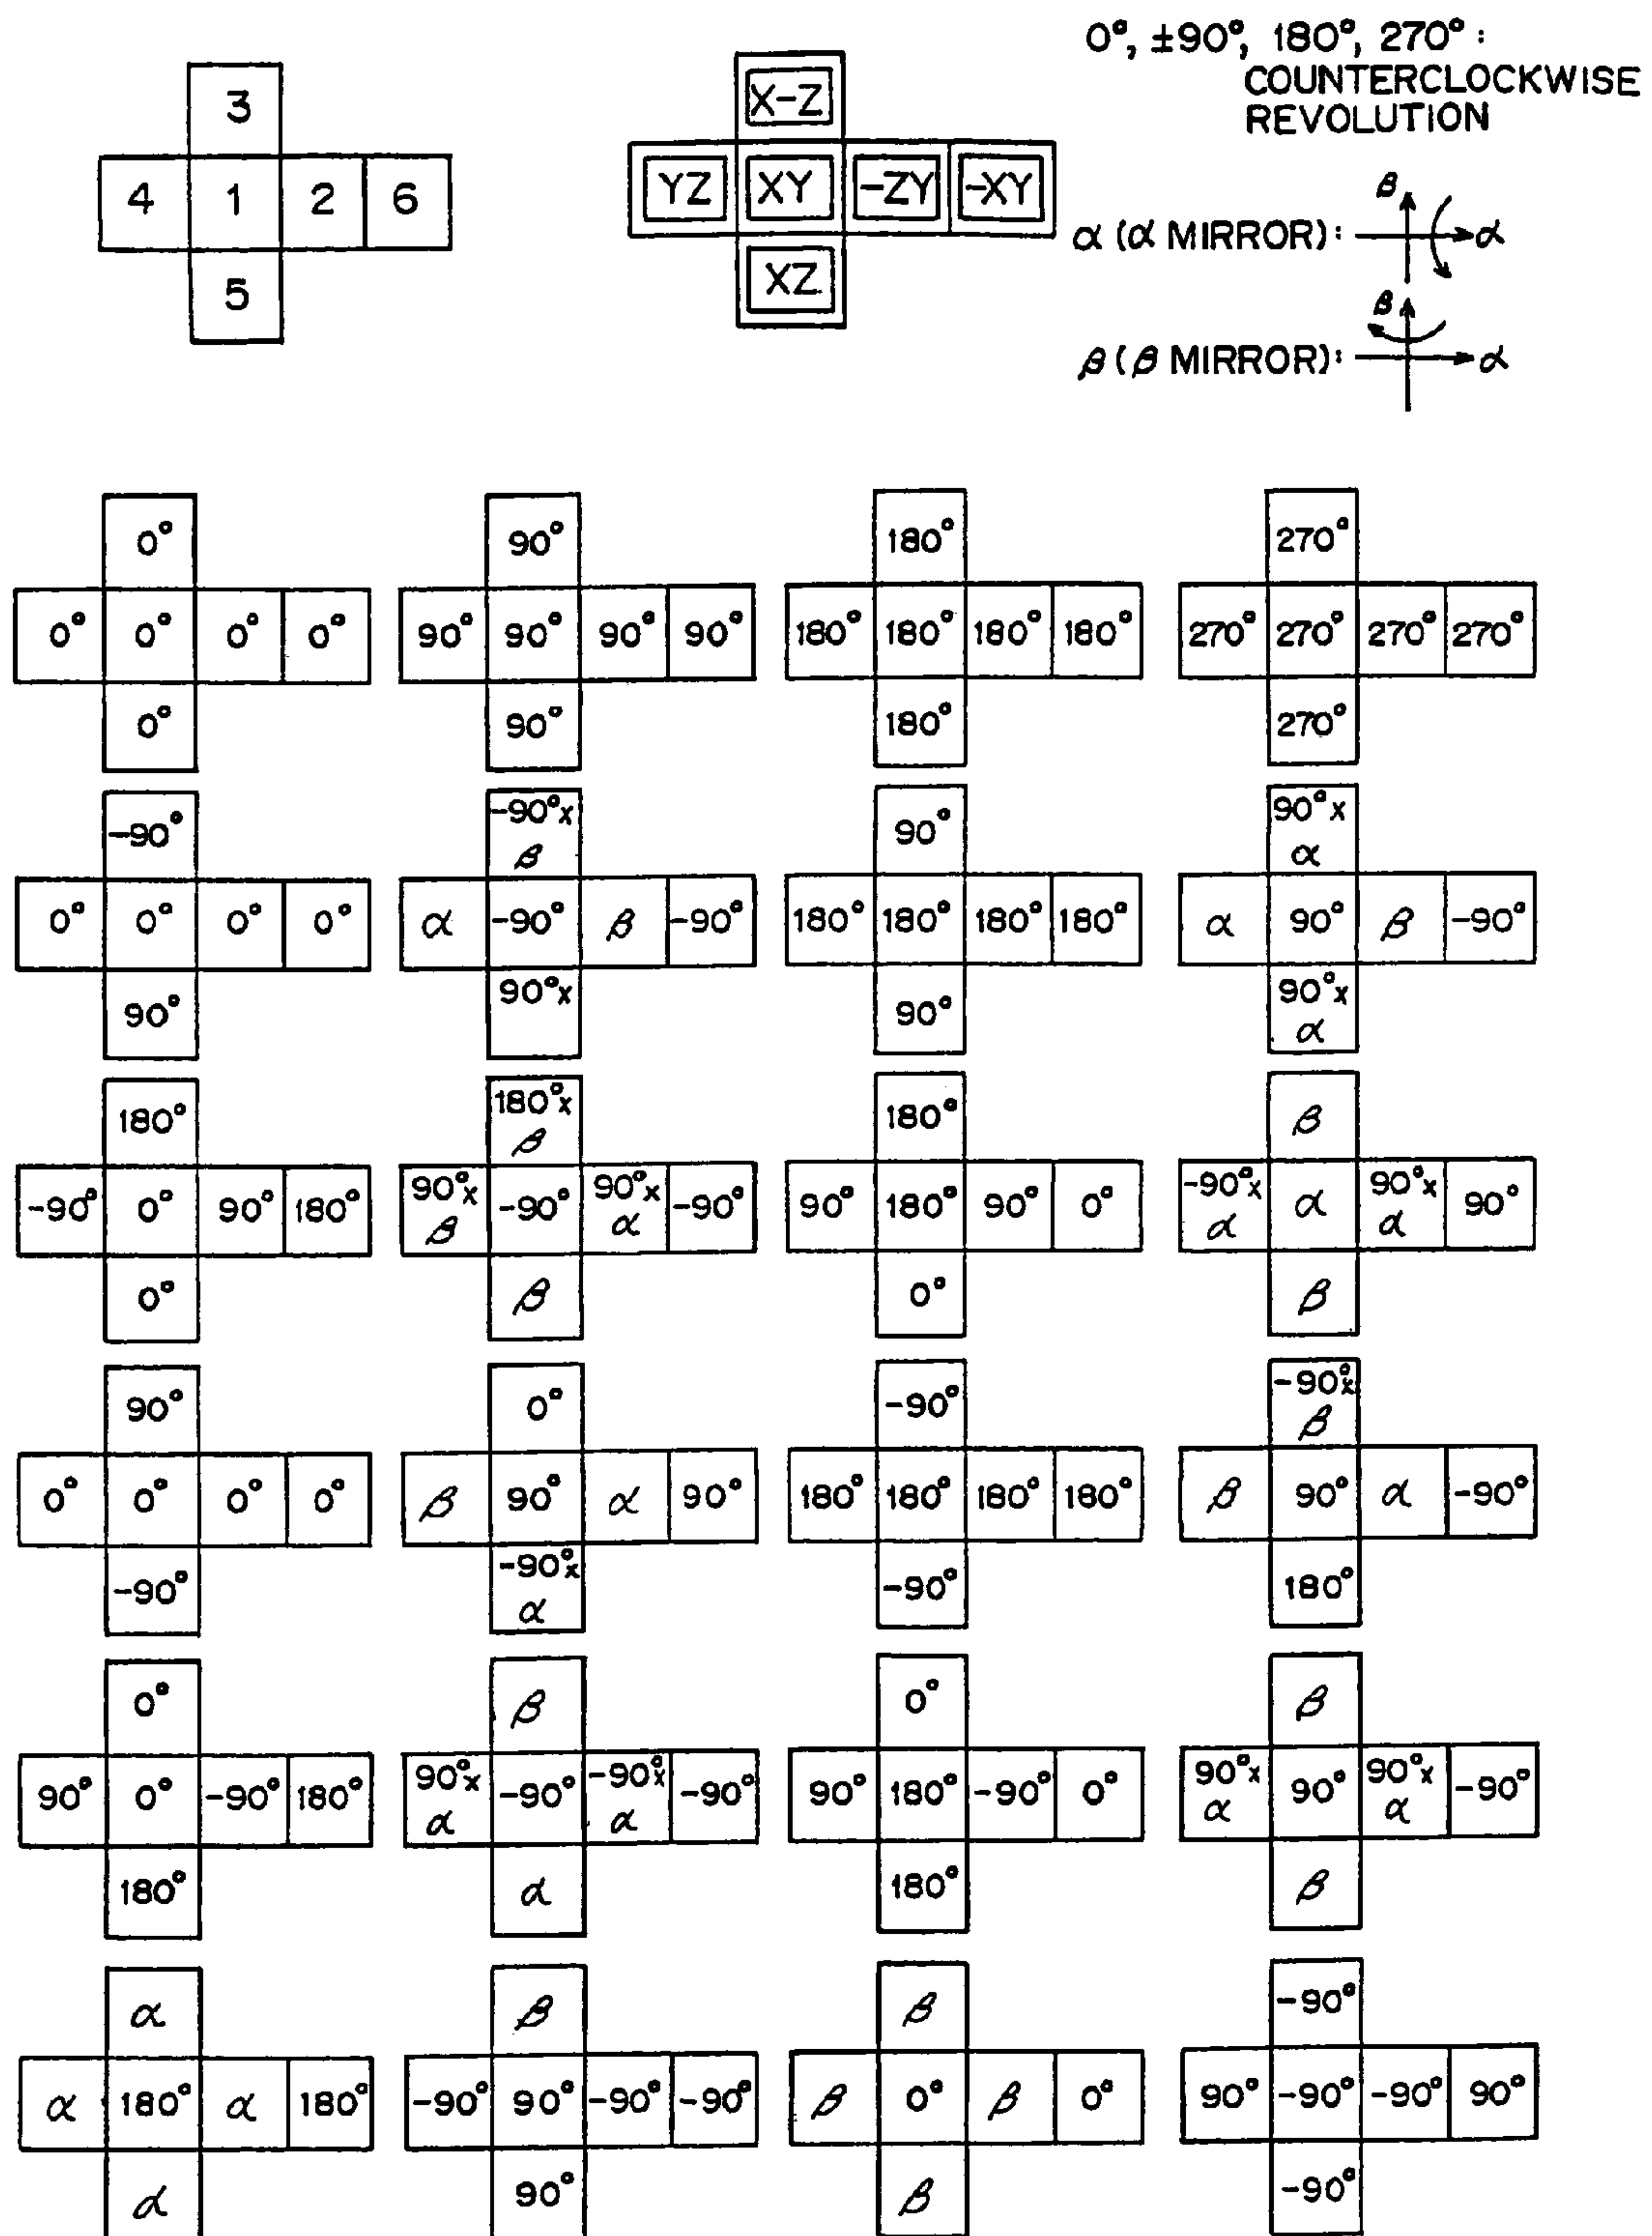 3
4 1 2 6
5
X-Z
YZ XY -ZY -XY
XZ
0°, ±90°, 180°, 270° :
COUNTERCLOCKWISE
REVOLUTION
β
α (α MIRROR): α
β
β (β MIRROR): α
0° 90° 180° 270°
0° 0° 0° 0° 90° 90° 90° 90° 180° 180° 180° 180° 270° 270° 270° 270°
0° 90° 180° 270°
-90° -90°x 90° 90°x
β α
0° 0° 0° 0° α -90° β -90° 180° 180° 180° 180° α 90° β -90°
90° 90°x 90° 90°x
α
180° 180°x 180° β
β
-90° 0° 90° 180° 90°x -90° 90°x -90° 90° 180° 90° 0° -90°x α 90°x 90°
β α α α
0° β 0° β
90° 0° -90° -90°x
β
0° 0° 0° 0° β 90° α 90° 180° 180° 180° 180° β 90° α -90°
-90° -90°x -90° 180°
α
0° β 0° β
90° 0° -90° 180° 90°x -90° -90°x -90° 90° 180° -90° 0° 90°x 90° 90°x -90°
α α α α
180° α 180° β
α β β -90°
α 180° α 180° -90° 90° -90° -90° β 0° β 0° 90° -90° -90° 90°
α 90° β -90°